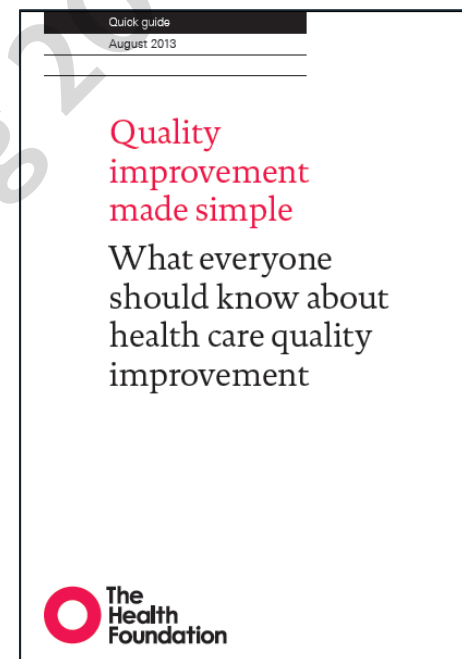 Quick guide
August 2013
Quality
improvement
made simple
What everyone
should know about
health care quality
improvement
The
Health
Foundation